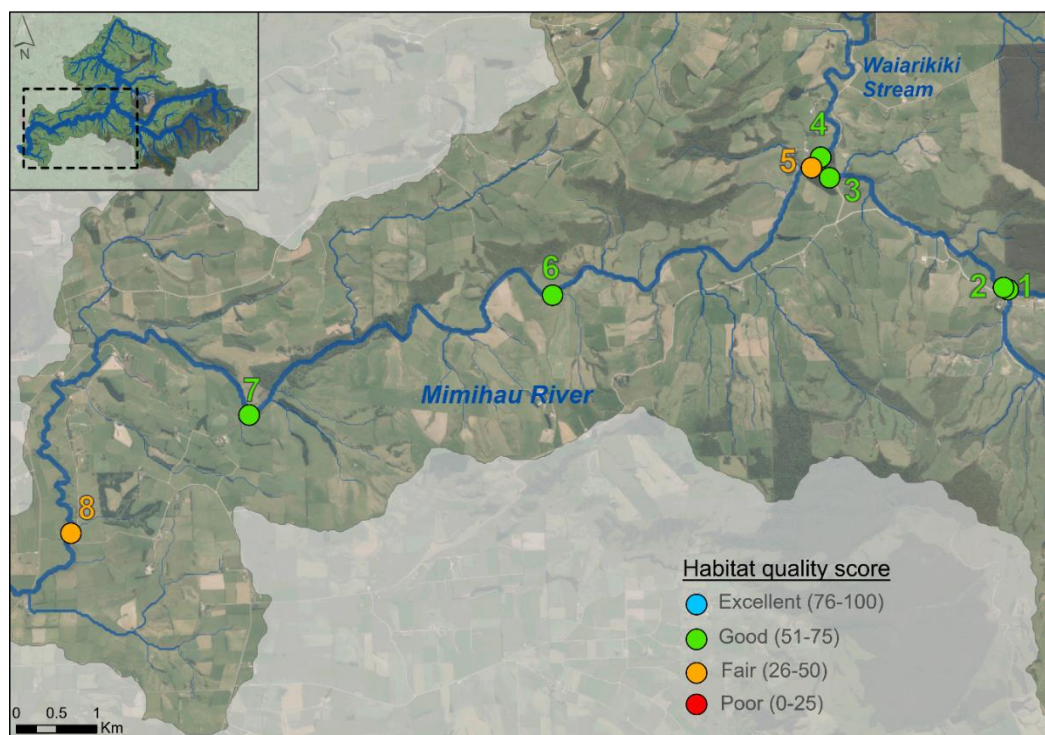 N
Waiarikiki
Stream
4
5
3
6
2
1
7
Mimihau River
8
Habitat quality score
Excellent (76-100)
Good (51-75)
Fair (26-50)
Poor (0-25)
0 0.5 1
Km